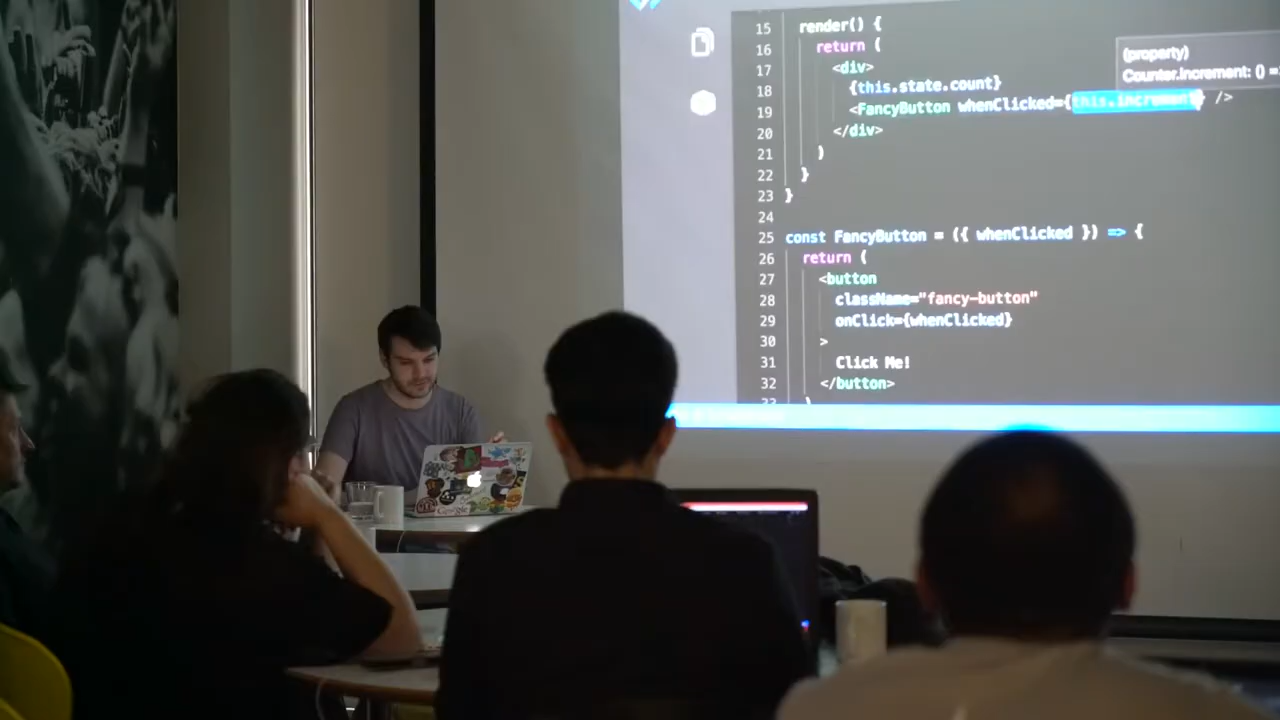 15 render() {
16 return (
17 <div>
18 {this.state.count}
19 <FancyButton whenClicked={this.increment} />
20 </div>
21 )
22 }
23 }
24
25 const FancyButton = ({ whenClicked }) => {
26 return (
27 <button
28 className="fancy-button"
29 onClick={whenClicked}
30 >
31 Click Me!
32 </button>
(property)
Counter.increment: () =
Google